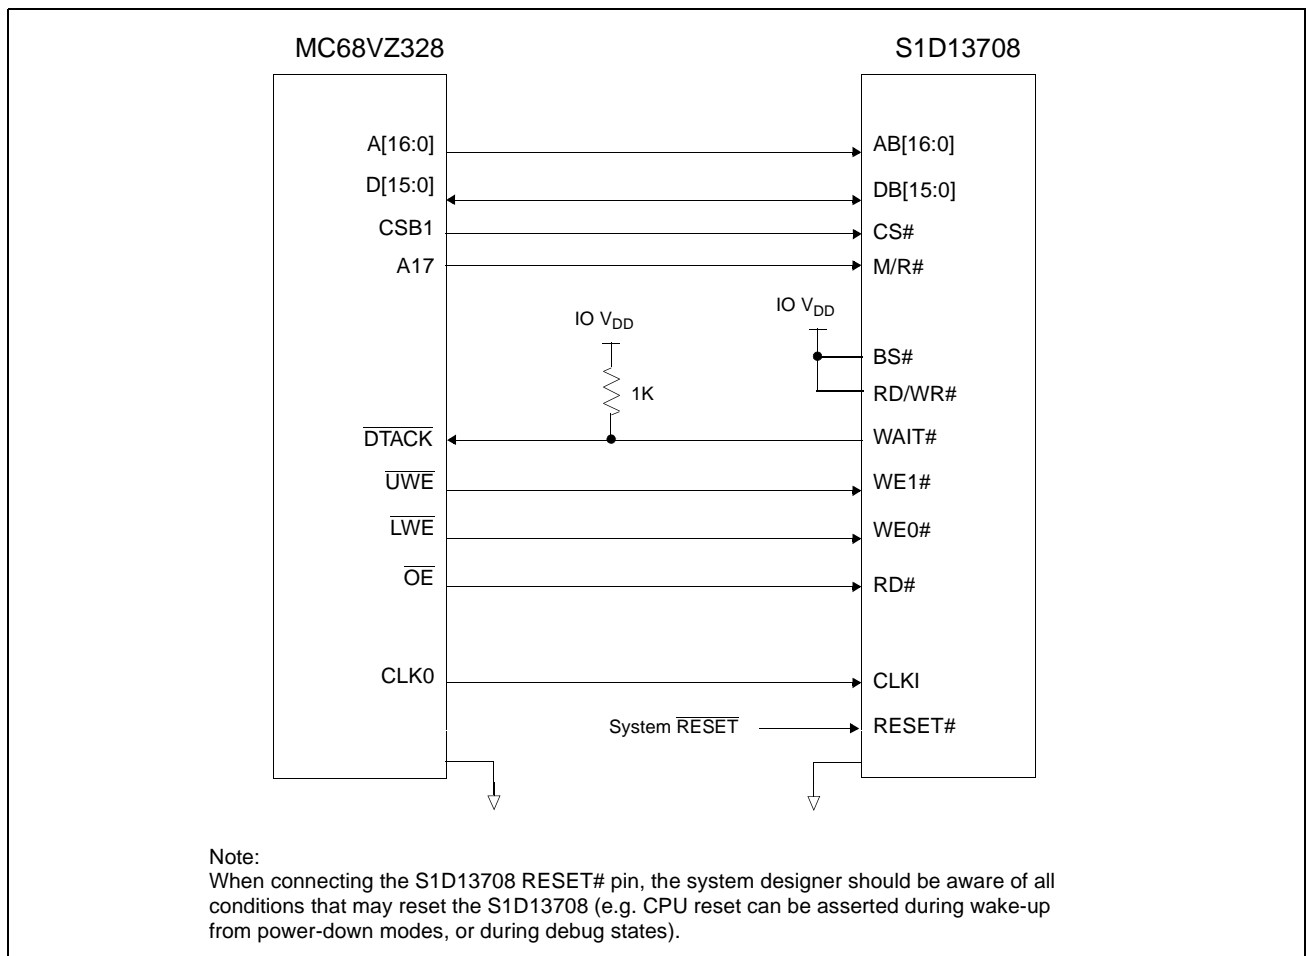 MC68VZ328 S1D13708
A[16:0] AB[16:0]
D[15:0] DB[15:0]
CSB1 CS#
A17 M/R#
IO VDD IO VDD
BS#
1K RD/WR#
DTACK WAIT#
UWE WE1#
LWE WE0#
OE RD#
CLK0 CLKI
System RESET RESET#
Note:
When connecting the S1D13708 RESET# pin, the system designer should be aware of all
conditions that may reset the S1D13708 (e.g. CPU reset can be asserted during wake-up
from power-down modes, or during debug states).